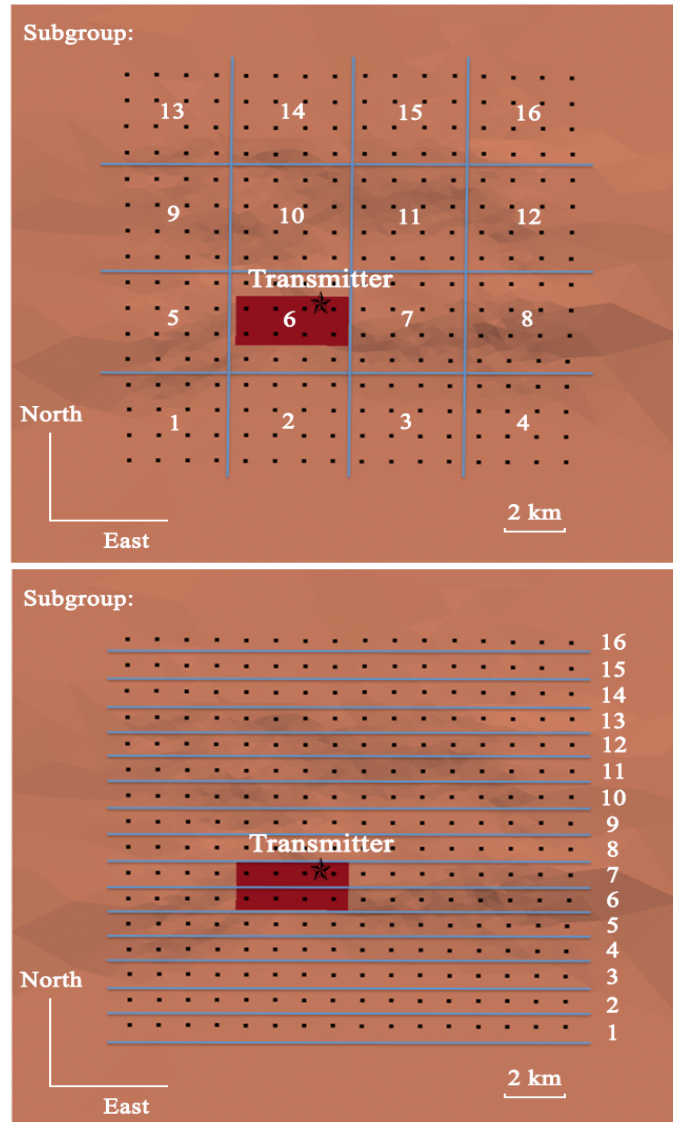 Subgroup:
13 14 15 16
9 10 11 12
Transmitter
5 6 7 8
North
1 2 3 4
2 km
East
Subgroup:
16
15
14
13
12
11
10
9
Transmitter
8
7
6
5
4
North
3
2
1
2 km
East